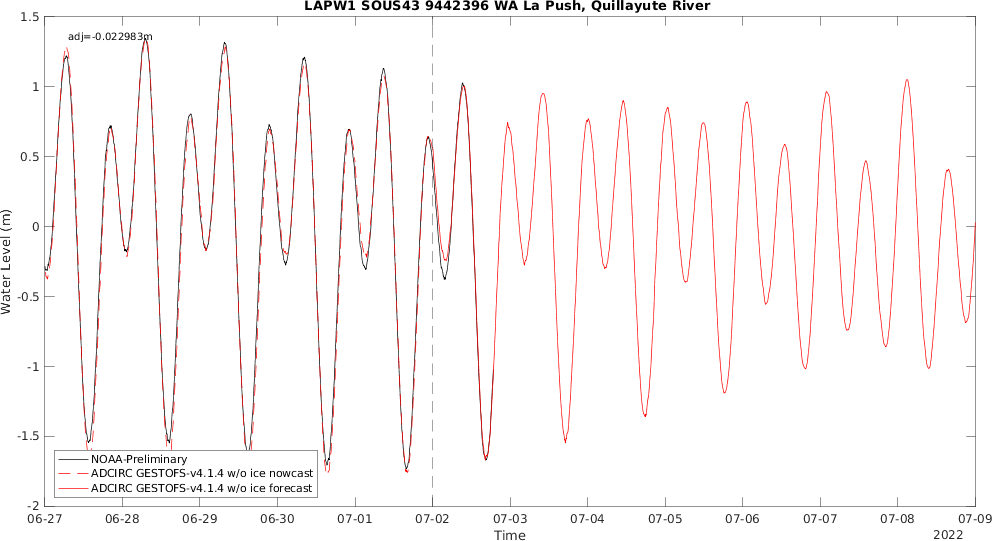 LAPW1 SOUS43 9442396 WA La Push, Quillayute River
adj=-0.022983m
Water Level (m)
1.5
1
0.5
0
-0.5
-1
-1.5
-2
NOAA-Preliminary
ADCIRC GESTOFS-v4.1.4 w/o ice nowcast
ADCIRC GESTOFS-v4.1.4 w/o ice forecast
06-27 06-28 06-29 06-30 07-01 07-02 07-03 07-04 07-05 07-06 07-07 07-08 07-09
Time
2022